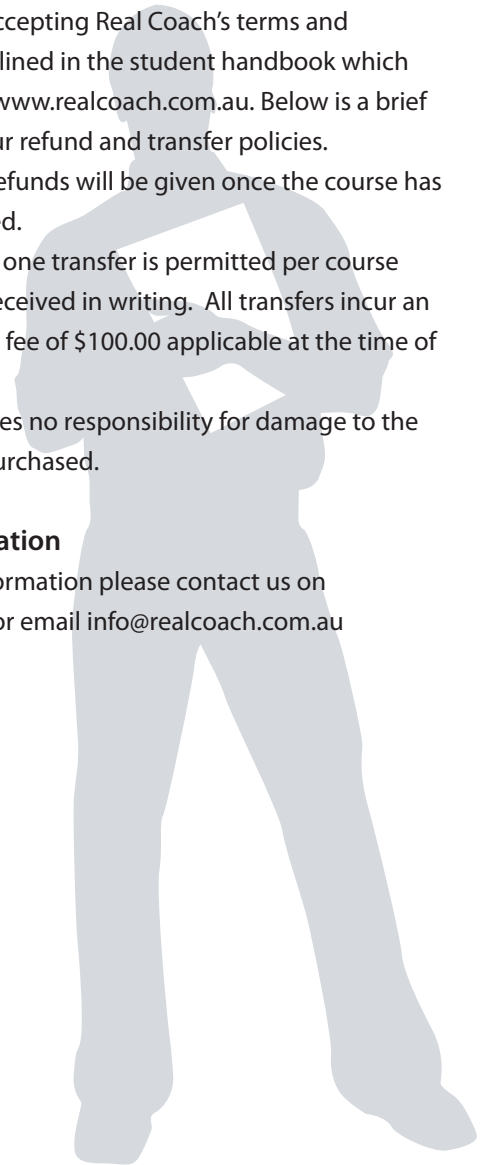 ccepting Real Coach’s terms and
lined in the student handbook which
www.realcoach.com.au. Below is a brief
ur refund and transfer policies.
efunds will be given once the course has
ed.
one transfer is permitted per course
eceived in writing.  All transfers incur an
fee of $100.00 applicable at the time of
es no responsibility for damage to the
urchased.
ation
ormation please contact us on
or email info@realcoach.com.au